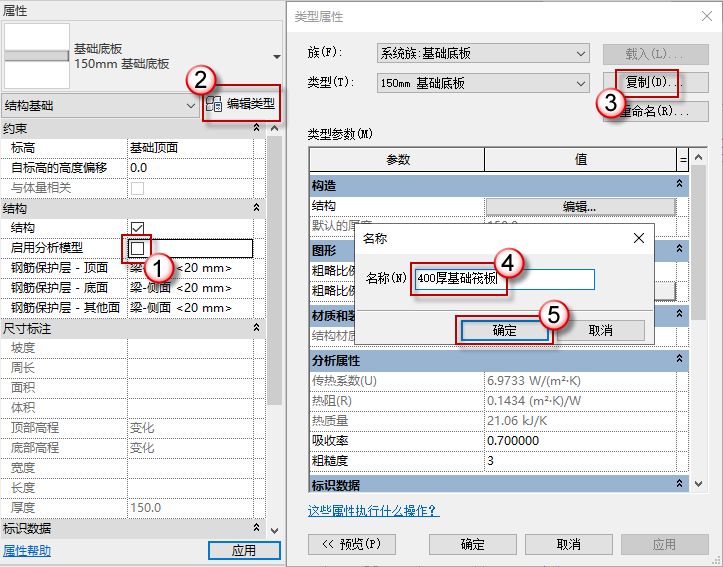 属性
基础底板
150mm 基础底板
②
结构基础
编辑类型
约束
标高 基础顶面
自标高的高度偏移 0.0
与体量相关
结构
结构
启用分析模型
①
钢筋保护层 - 顶面 梁-侧面 <20 mm>
钢筋保护层 - 底面 梁-侧面 <20 mm>
钢筋保护层 - 其他面 梁-侧面 <20 mm>
尺寸标注
坡度
周长
面积
体积
顶部高程 变化
底部高程 变化
宽度
长度
厚度 150.0
标识数据
属性帮助
应用
类型属性
族(F): 系统族:基础底板 载入(L)...
类型(T): 150mm 基础底板 复制(D)...
③
重命名(R)...
类型参数(M)
参数 值 =
构造
结构 编辑...
默认的厚度 150.0
图形
粗略比例
粗略比例
材质和装
结构材质
名称
名称(N) 400厚基础筏板
④
⑤
确定 取消
分析属性
传热系数(U) 6.9733 W/(m²·K)
热阻(R) 0.1434 (m²·K)/W
热质量 21.06 kJ/K
吸收率 0.700000
粗糙度 3
标识数据
这些属性执行什么操作?
<< 预览(P) 确定 取消 应用